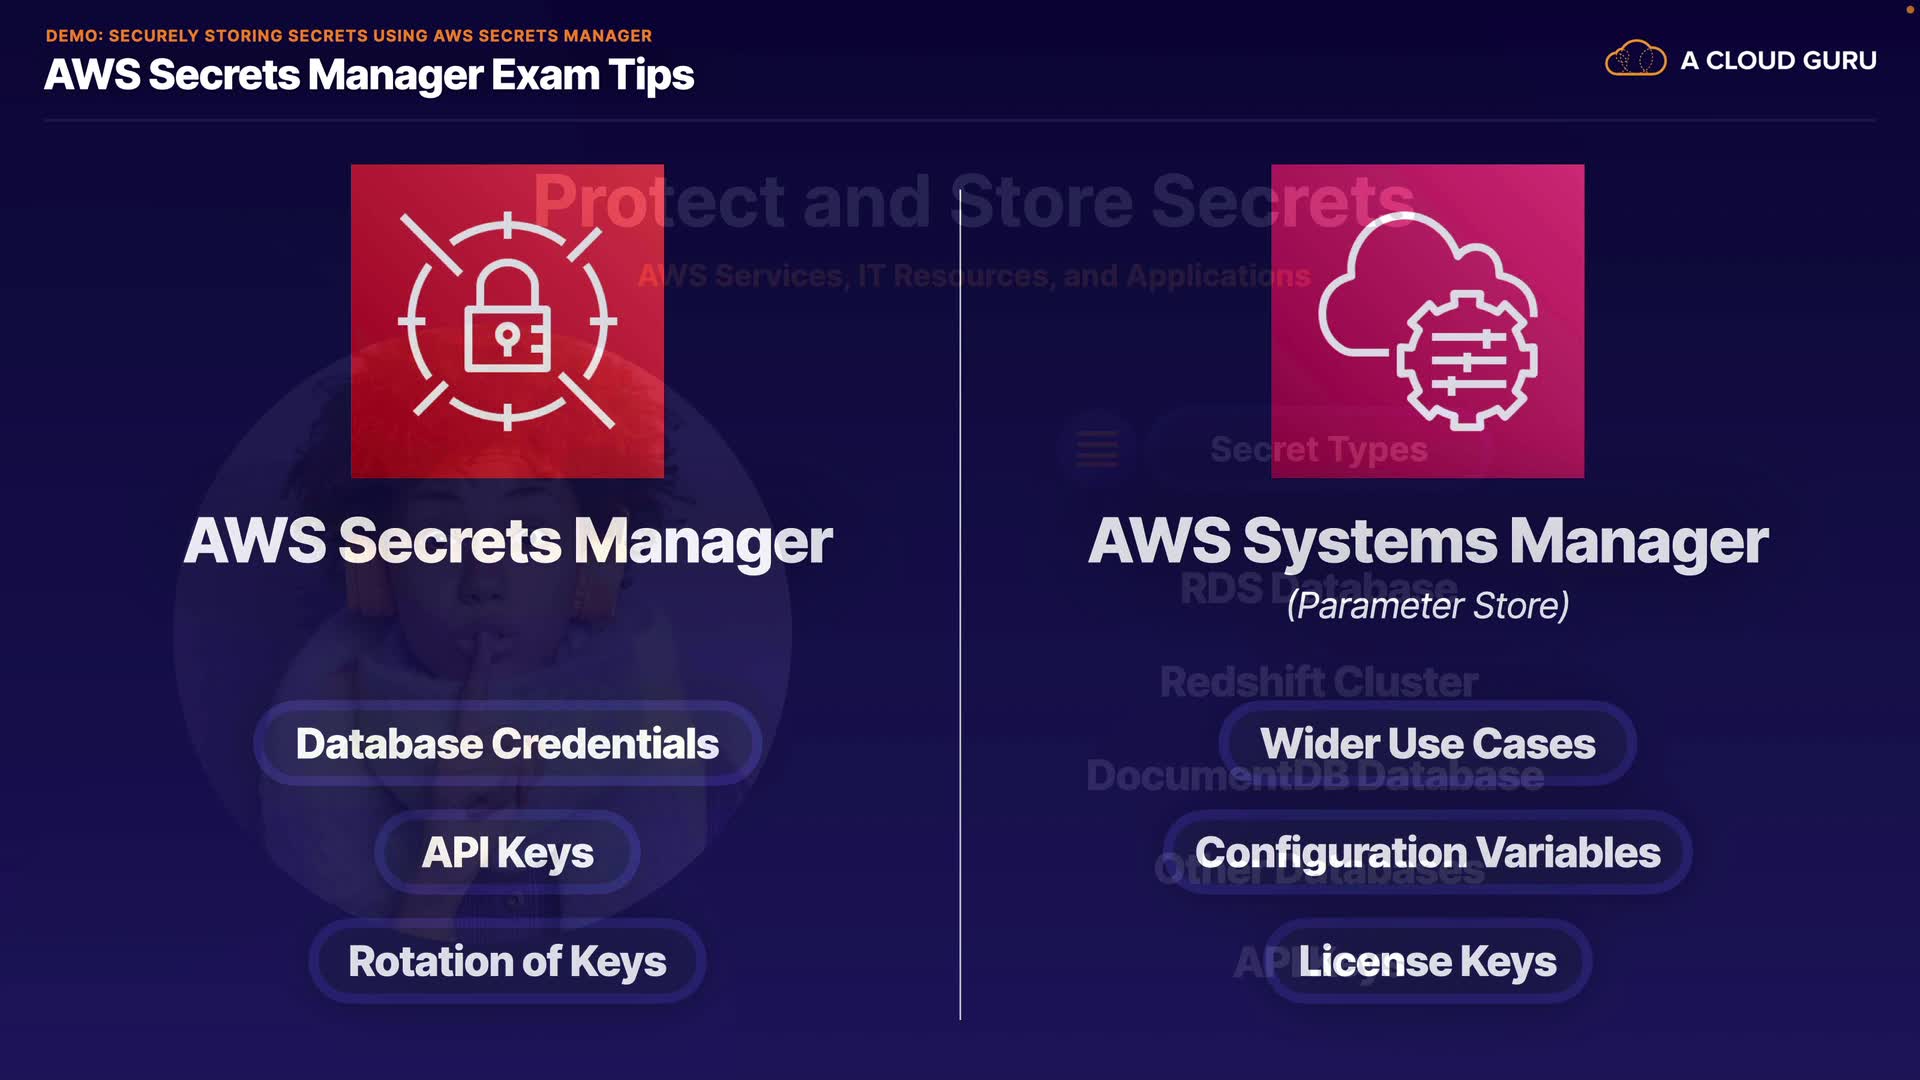 DEMO: SECURELY STORING SECRETS USING AWS SECRETS MANAGER
AWS Secrets Manager Exam Tips
A CLOUD GURU
Protect and Store Secrets
AWS Services, IT Resources, and Applications
Secret Types
AWS Secrets Manager
AWS Systems Manager
RDS Database
(Parameter Store)
Redshift Cluster
Database Credentials
Wider Use Cases
DocumentDB Database
API Keys
Configuration Variables
Other Databases
Rotation of Keys
API Keys
License Keys